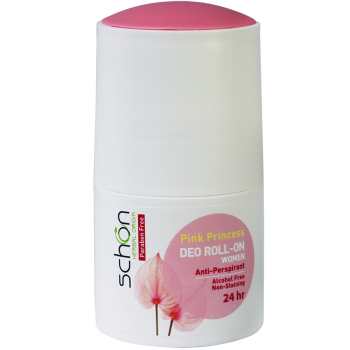 schön
Paraben Free
Pink Princess
DEO ROLL-ON
WOMEN
Anti-Perspirant
Alcohol Free
Non-Staining
24 hr